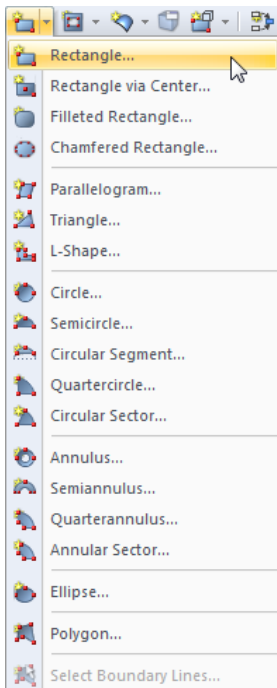 Rectangle...
Rectangle via Center...
Filleted Rectangle...
Chamfered Rectangle...
Parallelogram...
Triangle...
L-Shape...
Circle...
Semicircle...
Circular Segment...
Quartercircle...
Circular Sector...
Annulus...
Semiannulus...
Quarterannulus...
Annular Sector...
Ellipse...
Polygon...
Select Boundary Lines...